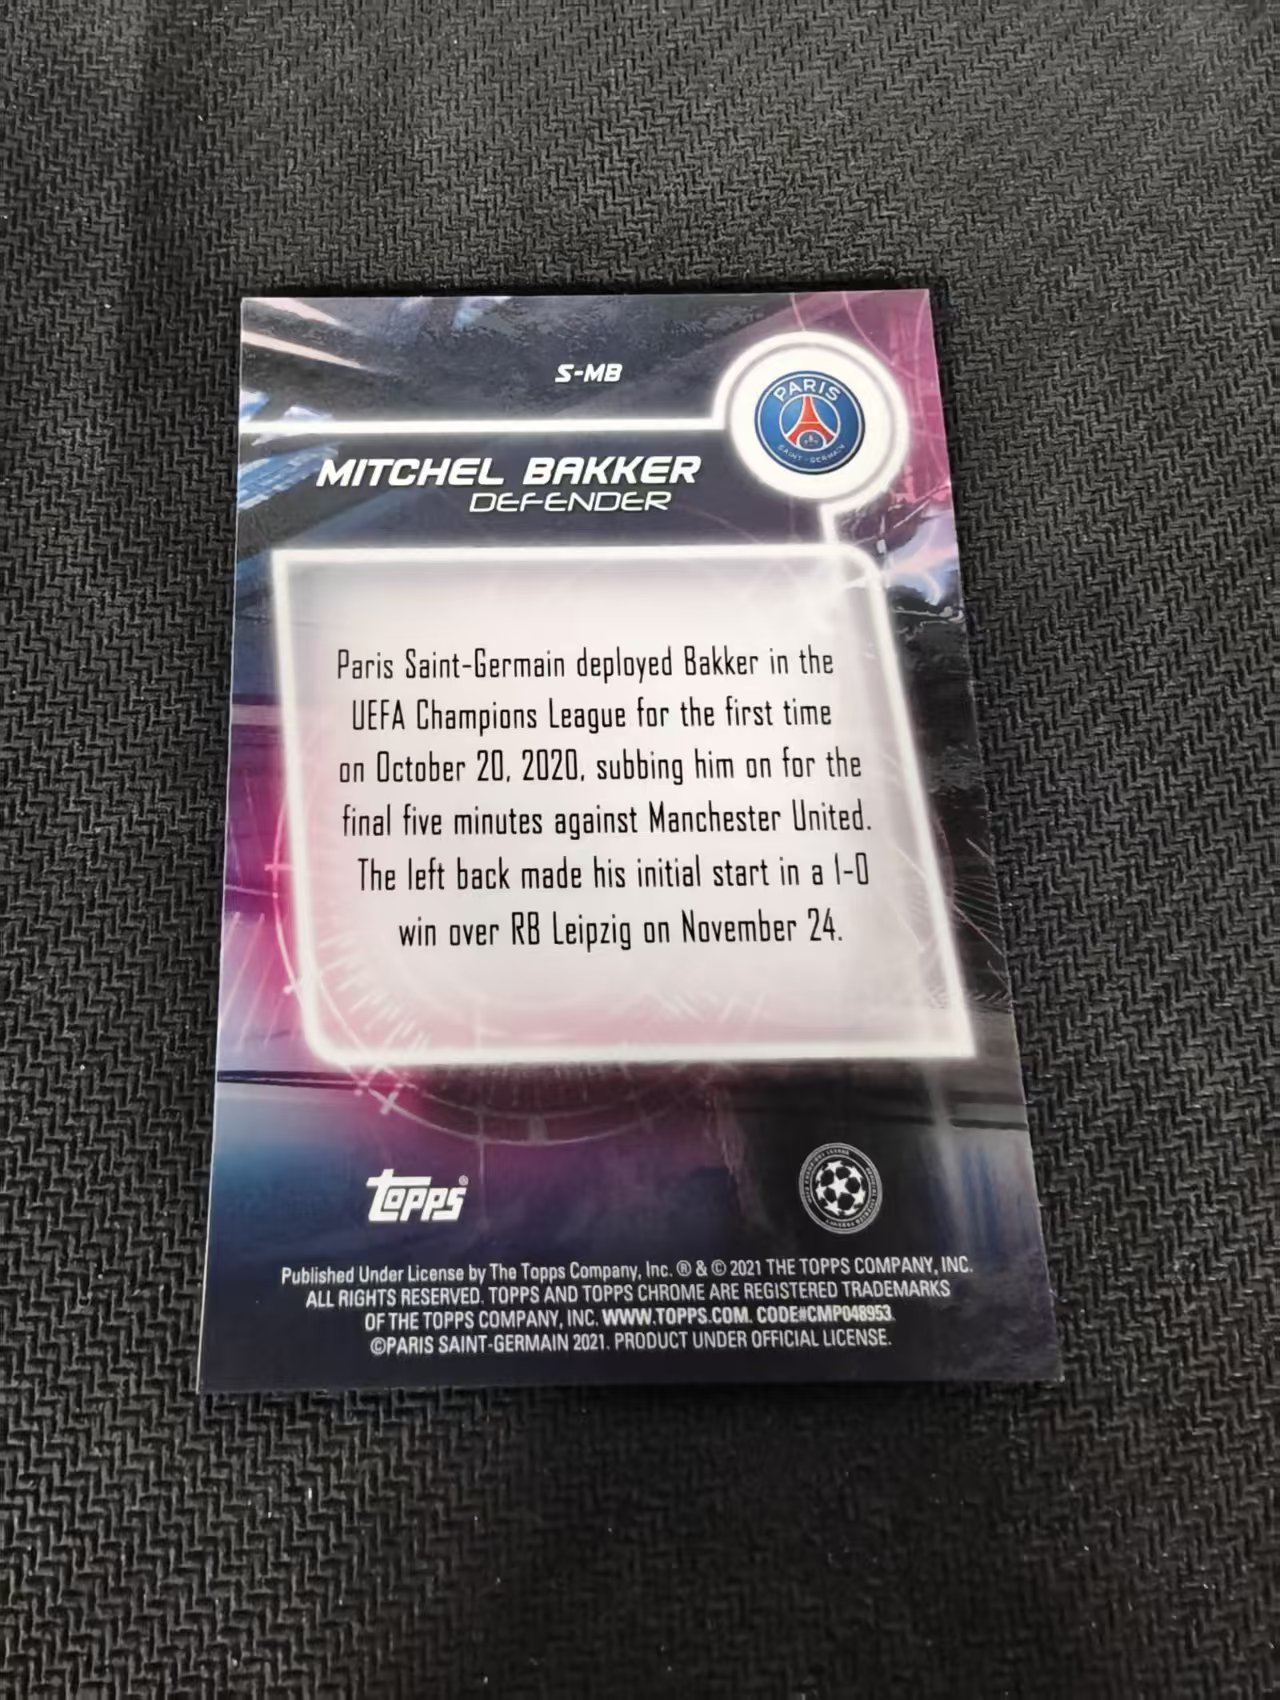 S-MB
PARIS
SAINT-GERMAIN
MITCHEL BAKKER
DEFENDER
Paris Saint-Germain deployed Bakker in the
UEFA Champions League for the first time
on October 20, 2020, subbing him on for the
final five minutes against Manchester United.
The left back made his initial start in a 1-0
win over RB Leipzig on November 24.
topps®
Published Under License by The Topps Company, Inc. ® & © 2021 THE TOPPS COMPANY, INC.
ALL RIGHTS RESERVED. TOPPS AND TOPPS CHROME ARE REGISTERED TRADEMARKS
OF THE TOPPS COMPANY, INC. WWW.TOPPS.COM. CODE#CMP048953.
©PARIS SAINT-GERMAIN 2021. PRODUCT UNDER OFFICIAL LICENSE.